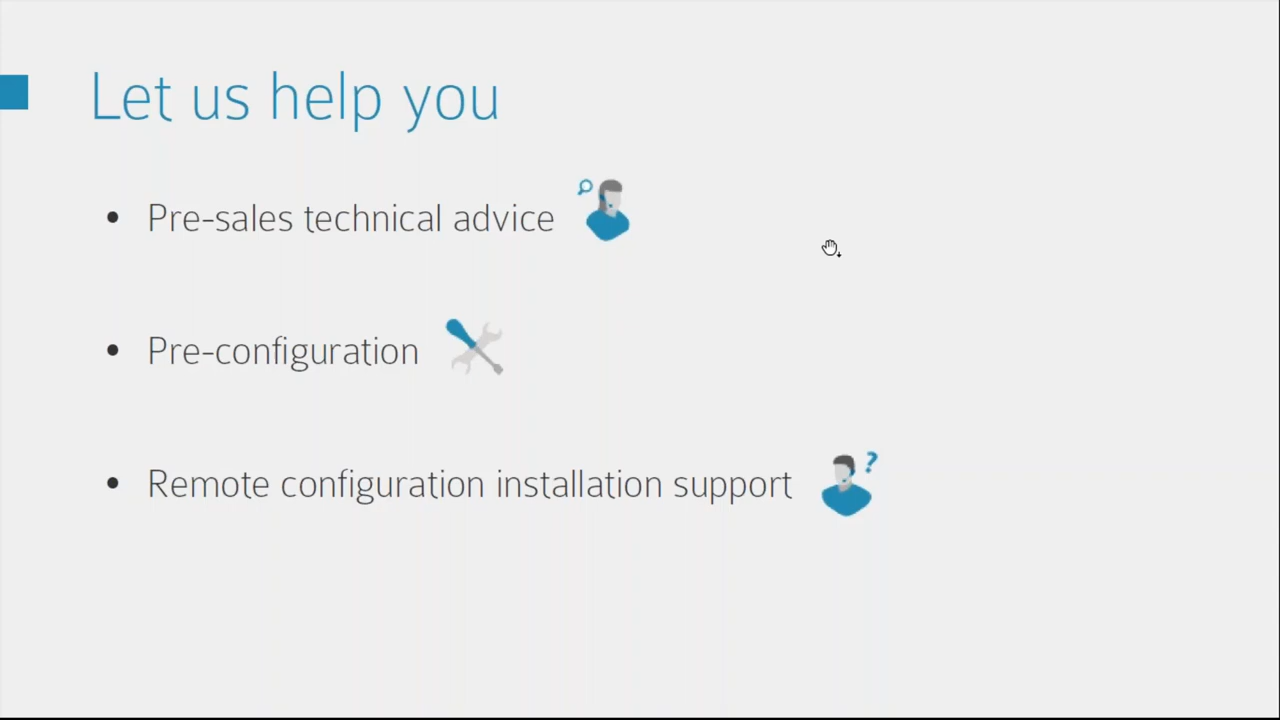 Let us help you
• Pre-sales technical advice
• Pre-configuration
• Remote configuration installation support
?